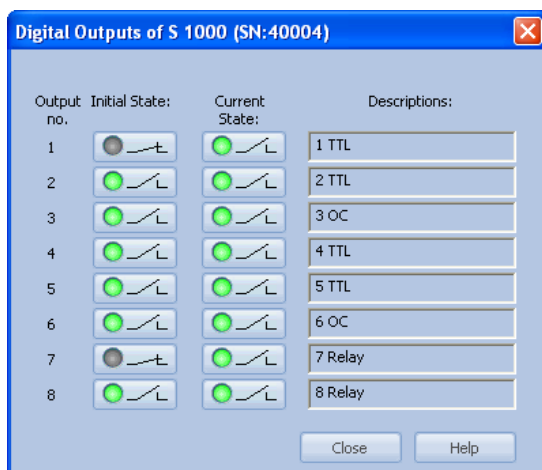 Digital Outputs of S 1000 (SN:40004)
Output no. Initial State: Current State: Descriptions:
1 1 TTL
2 2 TTL
3 3 OC
4 4 TTL
5 5 TTL
6 6 OC
7 7 Relay
8 8 Relay
Close Help